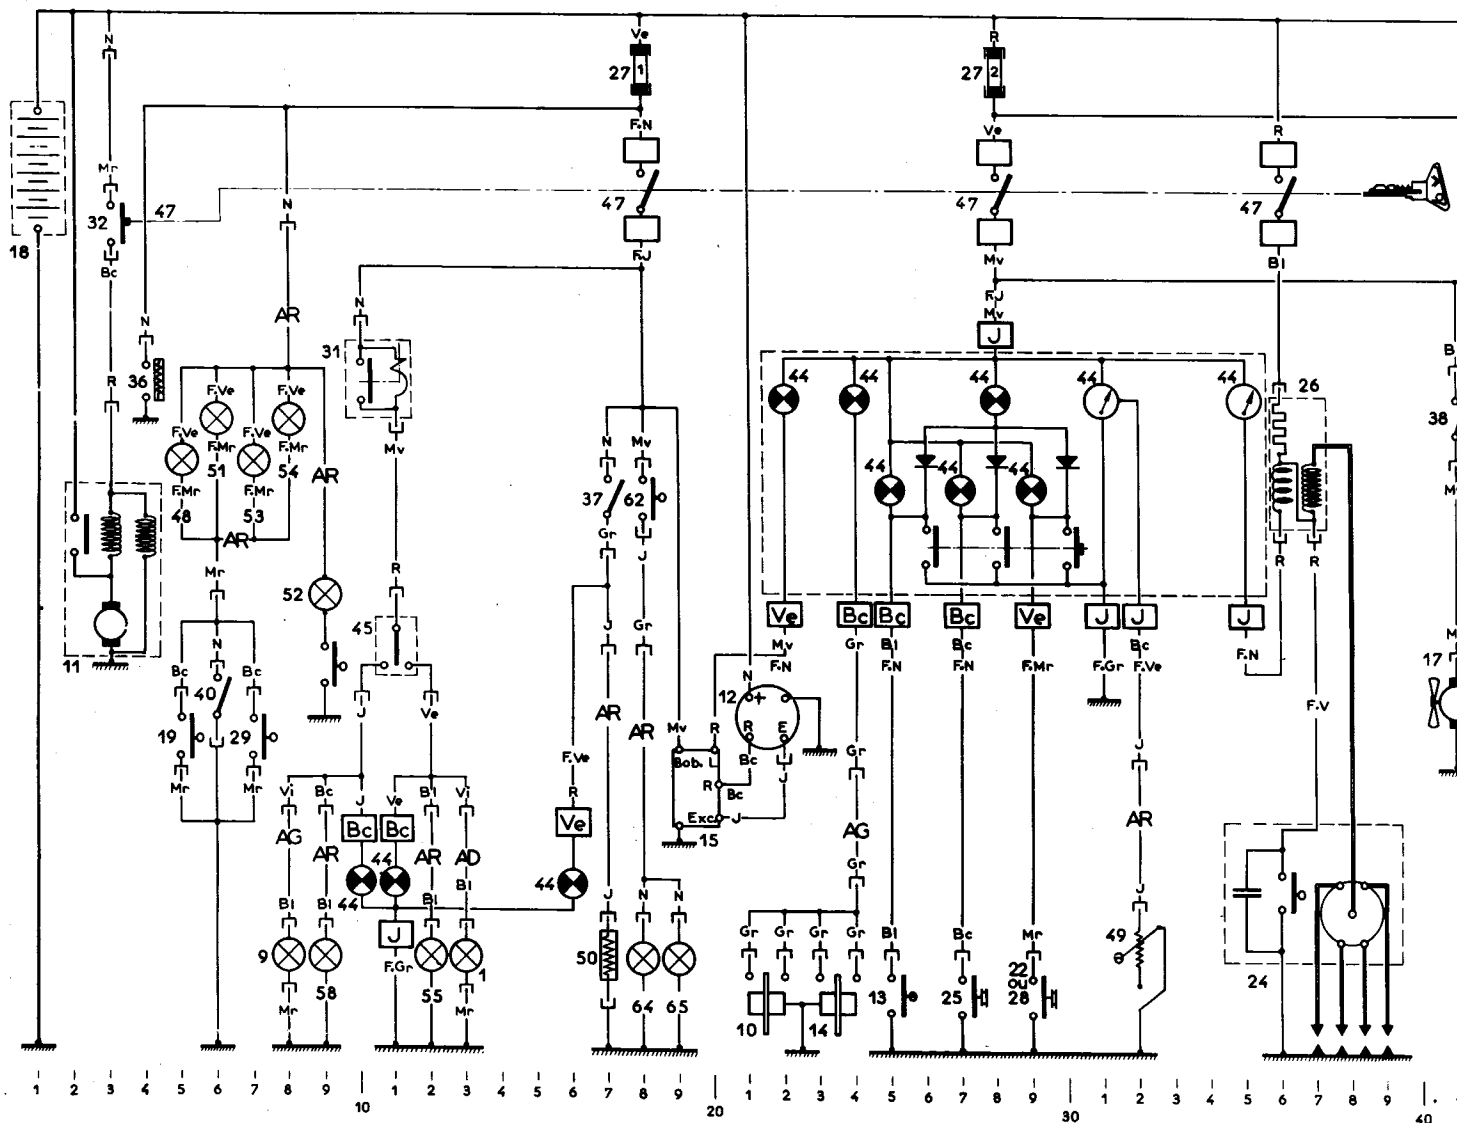 N Ve R
27 1 27 2
F.N Ve R
Mr
32 47 47 47 47
18
Bc N F.J Mv Bl
F.J
Mv
J
N N AR
31
36 R
44 44 44 44 44 26
B
38
F.Ve F.Ve
F.Ve F.Mr F.Ve F.Mr
51 54
F.Mr F.Mr
48 53
AR AR
Mv N Mv
37 62
44 44 44
M
Gr J
Mr R R R
52
45
11
Ve Bc Bc Bc Ve J J J
Bc N Bc
40
19 29
Mr Mr
J Ve
J Gr
Mv Gr Bl Bc Bc
F.N F.N F.N F.Mr F.Gr F.Ve F.N
M
17
N 12 +
R E
AR AR Mv R
Bc J
Bob. L
R Bc
Exc J
15
F.V
F.Ve
R
Ve
Gr J
AG AR
Gr
Vi Bc J Ve Bl Vi
Bc Bc
AG AR AR AD
44 44 44
Bl Bl Bl Bl
J
F.Gr
9 58 55 1
Mr Mr
J N N
50 64 65
Gr Gr Gr Gr
10 14
Bl Bc Mr J
13 25 22
ou
28
49
24
1 2 3 4 5 6 7 8 9 10 1 2 3 4 5 6 7 8 9 20 1 2 3 4 5 6 7 8 9 30 1 2 3 4 5 6 7 8 9 40